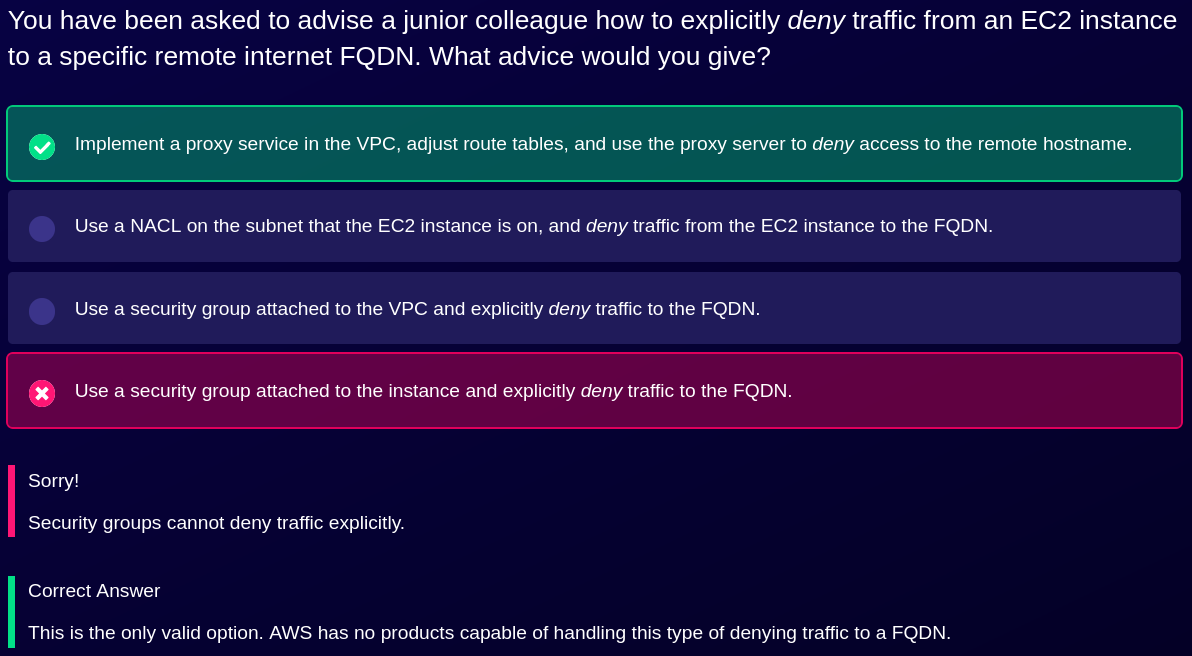 You have been asked to advise a junior colleague how to explicitly deny traffic from an EC2 instance
to a specific remote internet FQDN. What advice would you give?
Implement a proxy service in the VPC, adjust route tables, and use the proxy server to deny access to the remote hostname.
Use a NACL on the subnet that the EC2 instance is on, and deny traffic from the EC2 instance to the FQDN.
Use a security group attached to the VPC and explicitly deny traffic to the FQDN.
Use a security group attached to the instance and explicitly deny traffic to the FQDN.
Sorry!
Security groups cannot deny traffic explicitly.
Correct Answer
This is the only valid option. AWS has no products capable of handling this type of denying traffic to a FQDN.